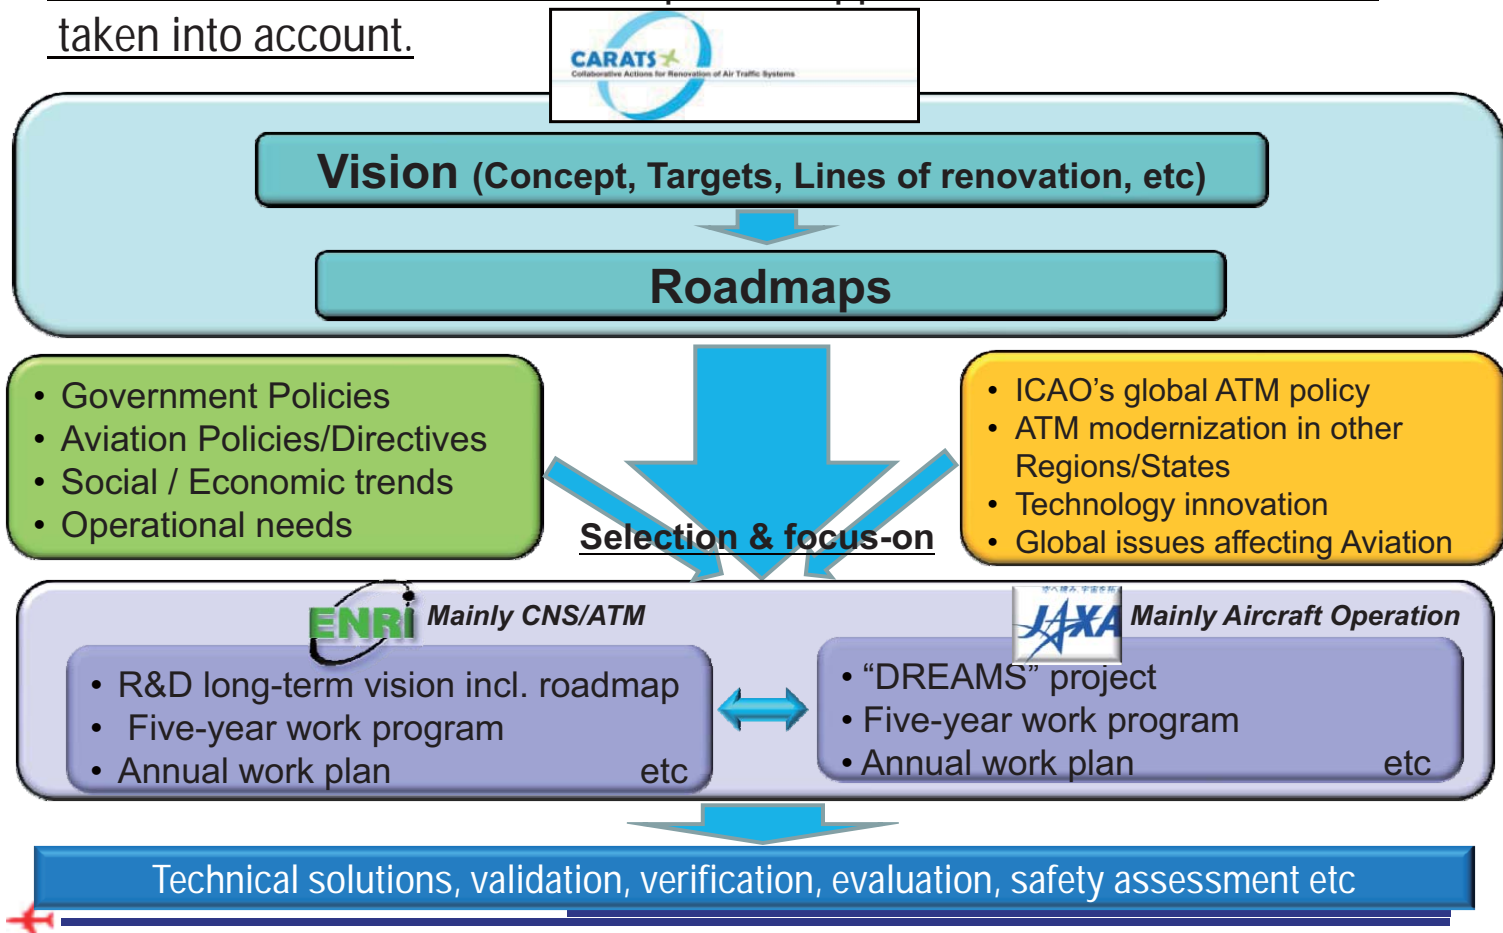 taken into account.
CARATS
Collaborative Actions for Renovation of Air Traffic Systems
Vision (Concept, Targets, Lines of renovation, etc)
Roadmaps
• Government Policies
• Aviation Policies/Directives
• Social / Economic trends
• Operational needs
• ICAO's global ATM policy
• ATM modernization in other
Regions/States
• Technology innovation
• Global issues affecting Aviation
Selection & focus-on
ENRI Mainly CNS/ATM
• R&D long-term vision incl. roadmap
• Five-year work program
• Annual work plan etc
JAXA Mainly Aircraft Operation
• “DREAMS“ project
• Five-year work program
• Annual work plan etc
Technical solutions, validation, verification, evaluation, safety assessment etc